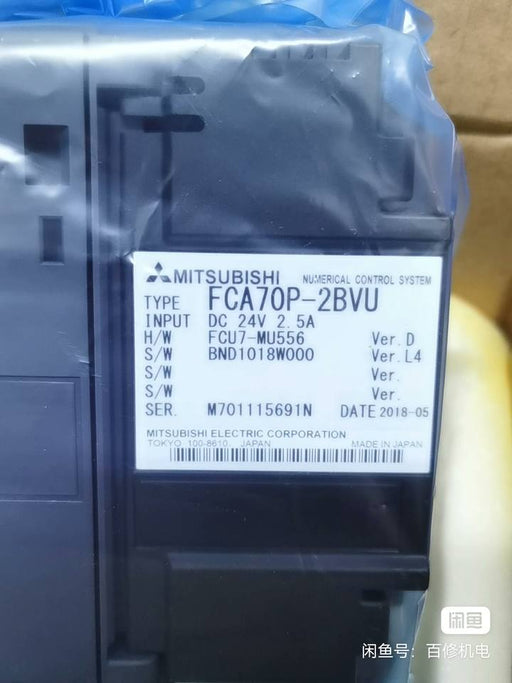 MITSUBISHI NUMERICAL CONTROL SYSTEM
TYPE FCA70P-2BVU
INPUT DC 24V 2.5A
H/W FCU7-MU556 Ver.D
S/W BND1018W000 Ver.L4
S/W Ver.
S/W Ver.
SER. M701115691N DATE 2018-05
MITSUBISHI ELECTRIC CORPORATION
TOKYO 100-8610, JAPAN MADE IN JAPAN
闲鱼
闲鱼号：百修机电